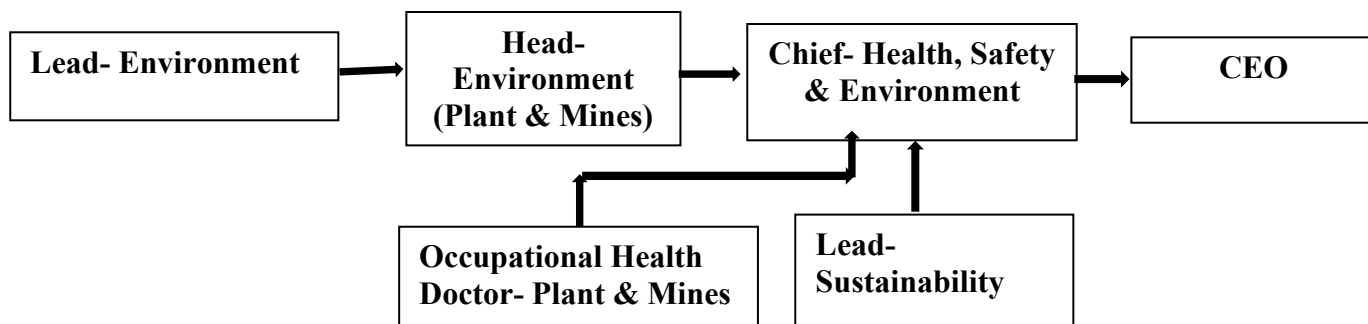 Lead- Environment
Head-
Environment
(Plant & Mines)
Chief- Health, Safety
& Environment
CEO
Occupational Health
Doctor- Plant & Mines
Lead-
Sustainability